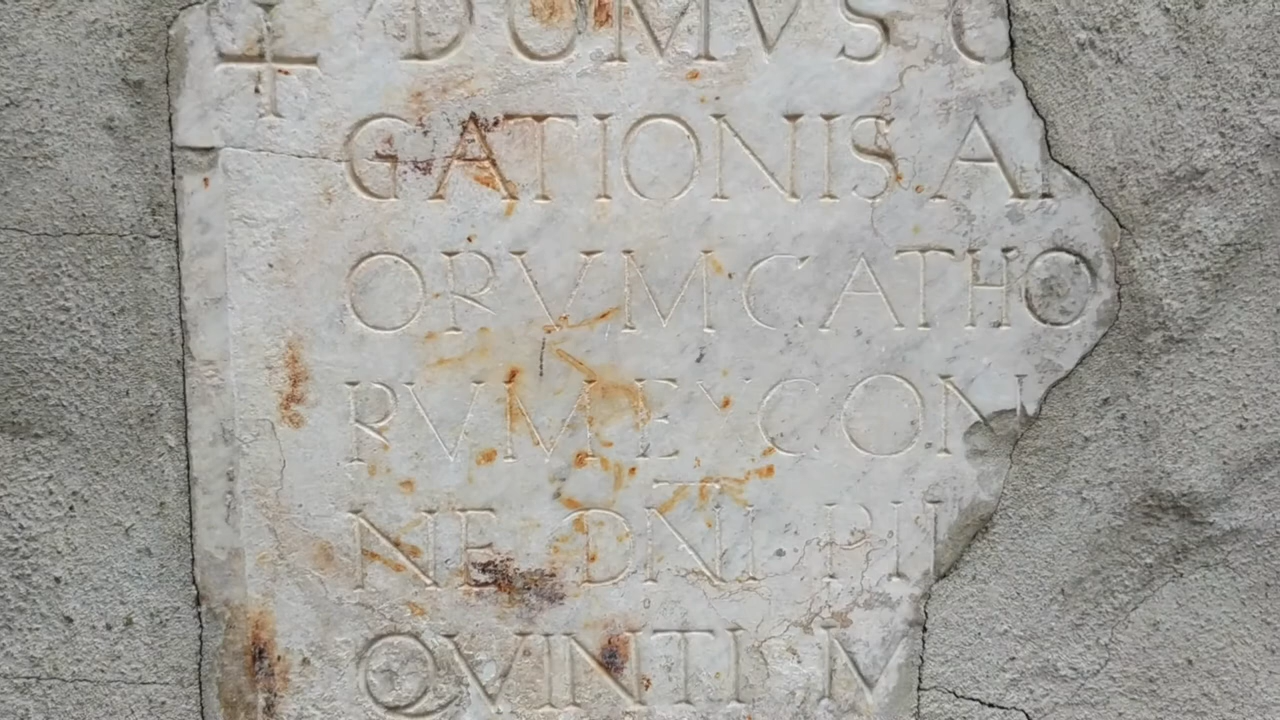 + DOMVS C
GATIONIS A
ORVM CATHO
RVM EX CON
NE DNI PII
QVINTI M